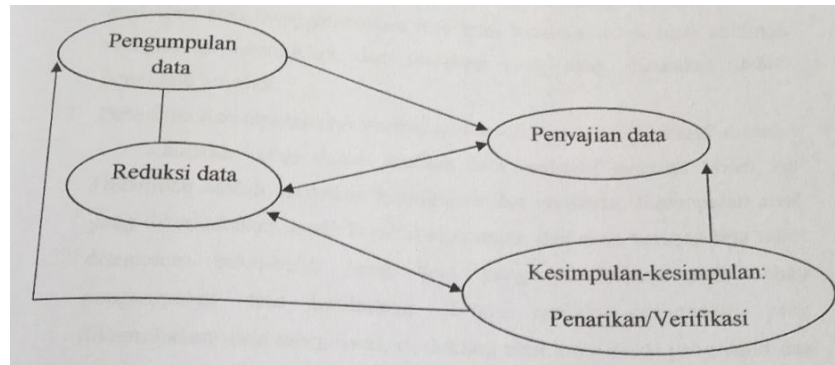 Pengumpulan
data
Penyajian data
Reduksi data
Kesimpulan-kesimpulan:
Penarikan/Verifikasi